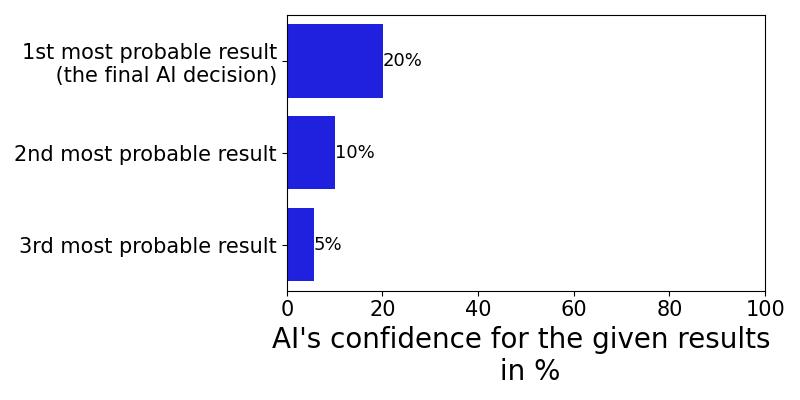 1st most probable result
(the final AI decision)
20%
2nd most probable result
10%
3rd most probable result
5%
0 20 40 60 80 100
AI's confidence for the given results
in %